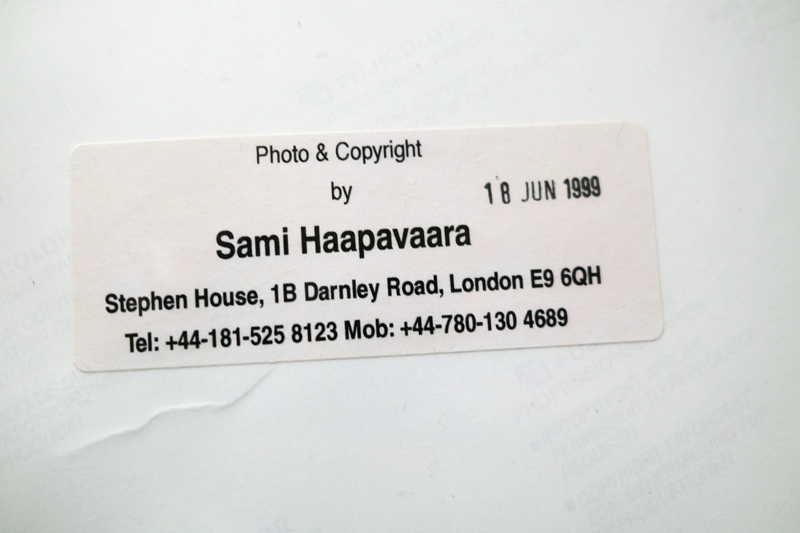 Photo & Copyright
by
18 JUN 1999
Sami Haapavaara
Stephen House, 1B Darnley Road, London E9 6QH
Tel: +44-181-525 8123 Mob: +44-780-130 4689